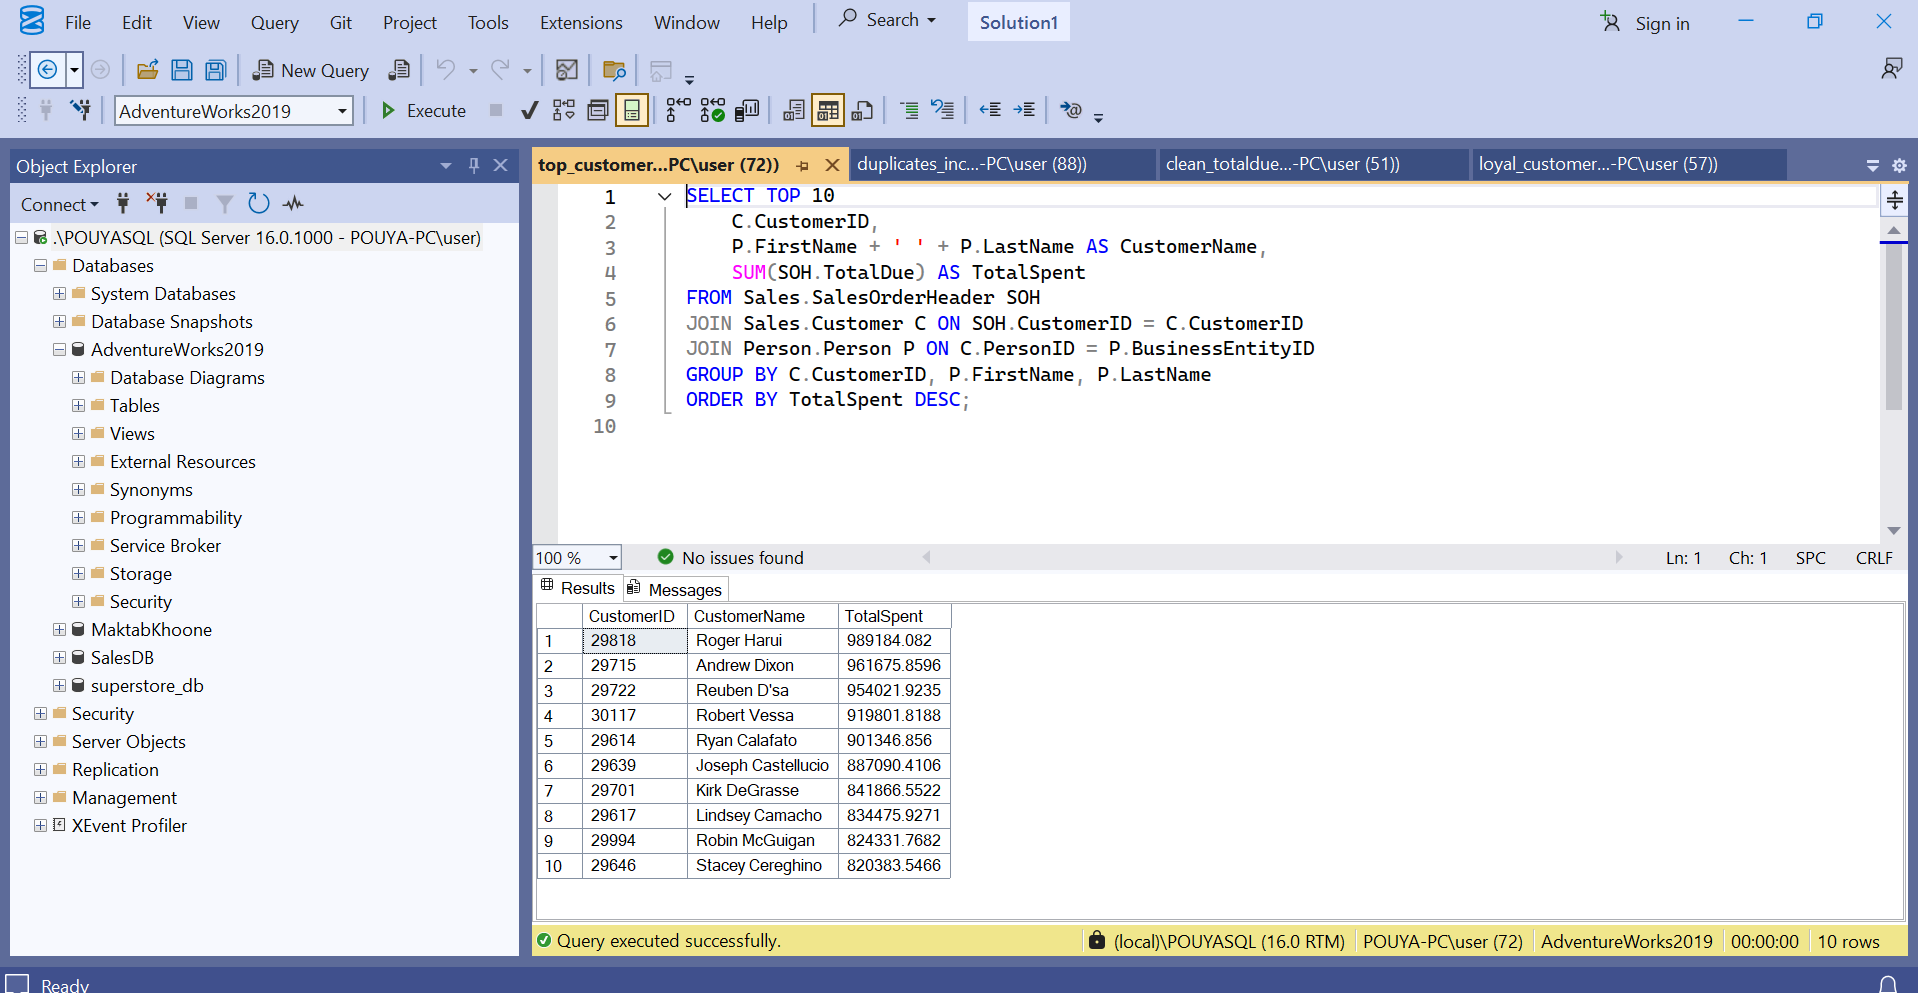 File Edit View Query Git Project Tools Extensions Window Help Search Solution1 Sign in
New Query
AdventureWorks2019 Execute
Object Explorer
Connect
.\POUYASQL (SQL Server 16.0.1000 - POUYA-PC\user)
Databases
System Databases
Database Snapshots
AdventureWorks2019
Database Diagrams
Tables
Views
External Resources
Synonyms
Programmability
Service Broker
Storage
Security
MaktabKhoone
SalesDB
superstore_db
Security
Server Objects
Replication
Management
XEvent Profiler
top_customer...PC\user (72)) duplicates_inc...-PC\user (88)) clean_totaldue...-PC\user (51)) loyal_customer...-PC\user (57))
1 SELECT TOP 10
2 C.CustomerID,
3 P.FirstName + ' ' + P.LastName AS CustomerName,
4 SUM(SOH.TotalDue) AS TotalSpent
5 FROM Sales.SalesOrderHeader SOH
6 JOIN Sales.Customer C ON SOH.CustomerID = C.CustomerID
7 JOIN Person.Person P ON C.PersonID = P.BusinessEntityID
8 GROUP BY C.CustomerID, P.FirstName, P.LastName
9 ORDER BY TotalSpent DESC;
10
100 % No issues found Ln: 1 Ch: 1 SPC CRLF
Results Messages
CustomerID CustomerName TotalSpent
1 29818 Roger Harui 989184.082
2 29715 Andrew Dixon 961675.8596
3 29722 Reuben D'sa 954021.9235
4 30117 Robert Vessa 919801.8188
5 29614 Ryan Calafato 901346.856
6 29639 Joseph Castellucio 887090.4106
7 29701 Kirk DeGrasse 841866.5522
8 29617 Lindsey Camacho 834475.9271
9 29994 Robin McGuigan 824331.7682
10 29646 Stacey Cereghino 820383.5466
Query executed successfully. (local)\POUYASQL (16.0 RTM) POUYA-PC\user (72) AdventureWorks2019 00:00:00 10 rows
Ready